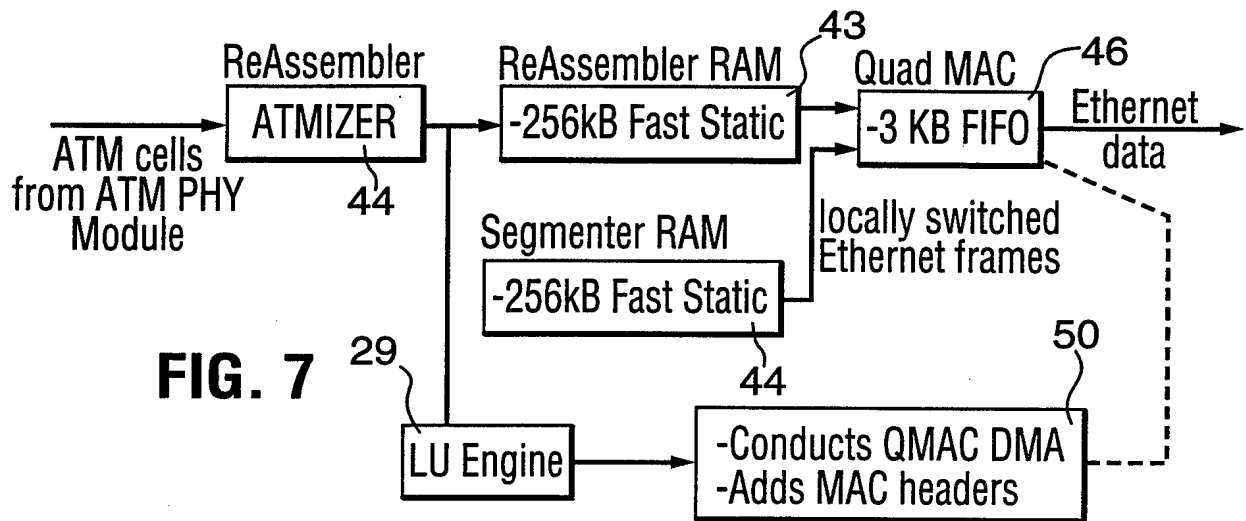 43
ReAssembler
ReAssembler RAM
Quad MAC
46
ATMIZER
-256kB Fast Static
-3 KB FIFO
Ethernet
data
ATM cells
from ATM PHY
Module
44
locally switched
Ethernet frames
Segmenter RAM
-256kB Fast Static
44
FIG. 7
29
50
LU Engine
-Conducts QMAC DMA
-Adds MAC headers